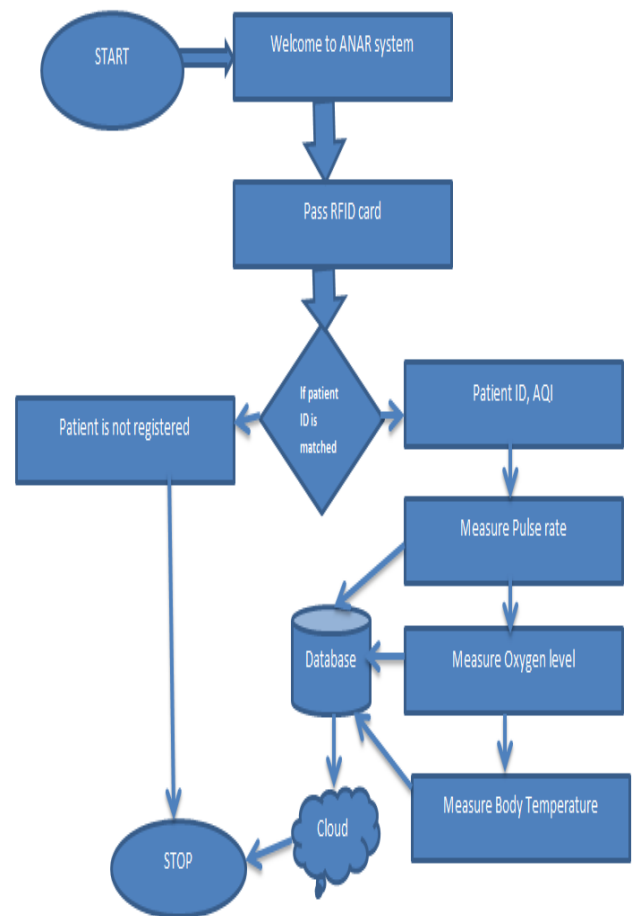 START
Welcome to ANAR system
Pass RFID card
If patient
ID is
matched
Patient is not registered
Patient ID, AQI
Measure Pulse rate
Database
Measure Oxygen level
Measure Body Temperature
Cloud
STOP